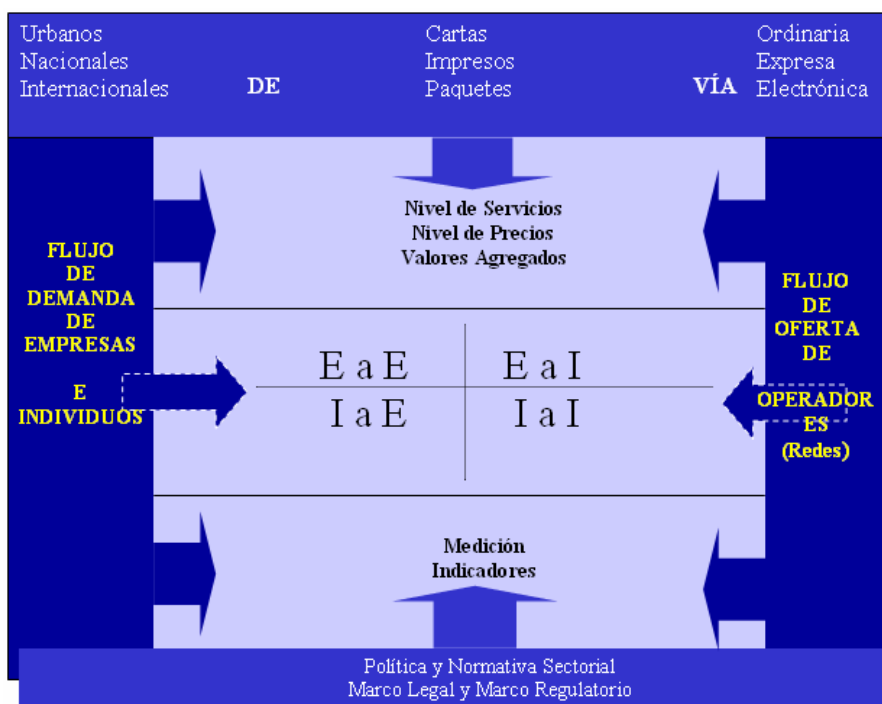 Urbanos
Nacionales
Internacionales
DE
Cartas
Impresos
Paquetes
VÍA
Ordinaria
Expresa
Electrónica
Nivel de Servicios
Nivel de Precios
Valores Agregados
FLUJO
DE
DEMANDA
DE
EMPRESAS
E
INDIVIDUOS
E a E
E a I
I a E
I a I
FLUJO
DE
OFERTA
DE
OPERADOR
ES
(Redes)
Medición
Indicadores
Política y Normativa Sectorial
Marco Legal y Marco Regulatorio